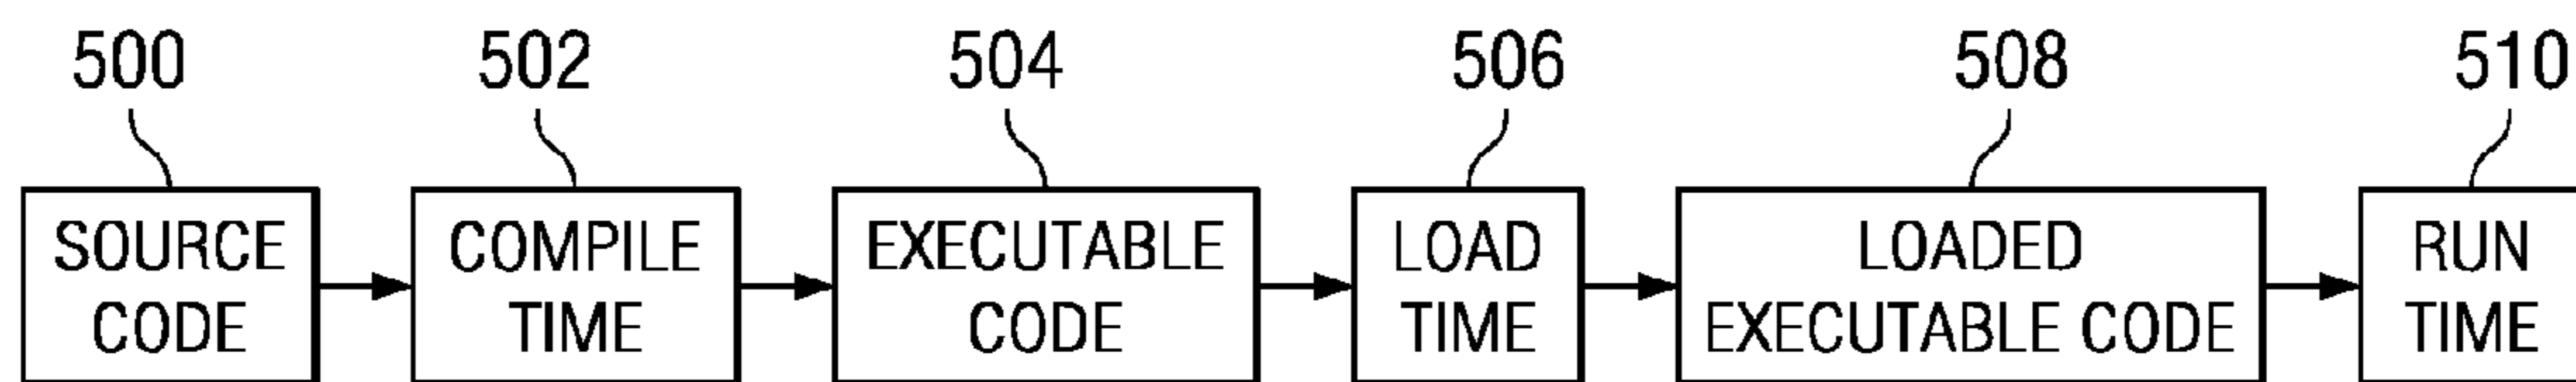 500 502 504 506 508 510
SOURCE CODE
COMPILE TIME
EXECUTABLE CODE
LOAD TIME
LOADED EXECUTABLE CODE
RUN TIME